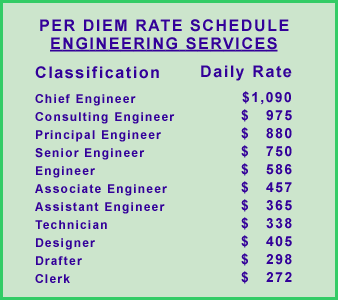 PER DIEM RATE SCHEDULE
ENGINEERING SERVICES
Classification Daily Rate
Chief Engineer $1,090
Consulting Engineer $ 975
Principal Engineer $ 880
Senior Engineer $ 750
Engineer $ 586
Associate Engineer $ 457
Assistant Engineer $ 365
Technician $ 338
Designer $ 405
Drafter $ 298
Clerk $ 272